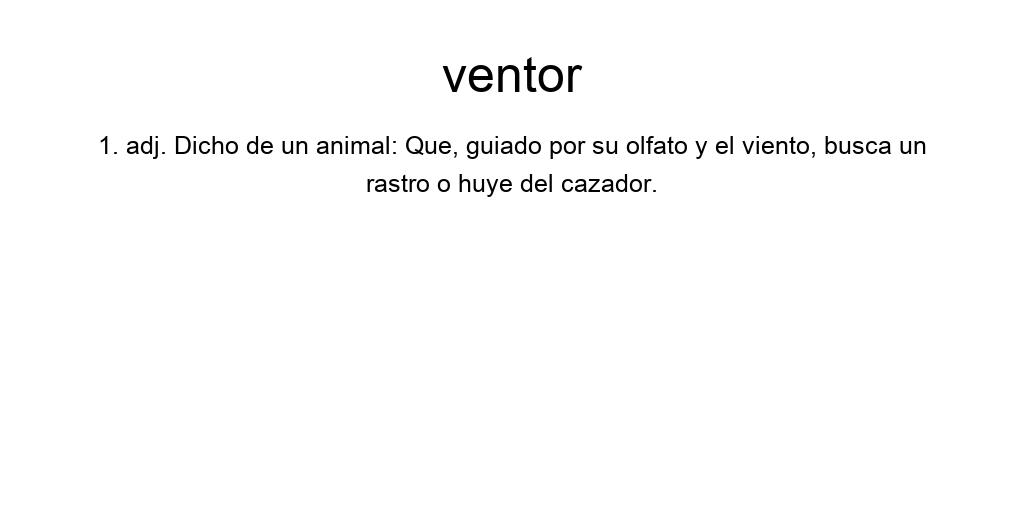 ventor
1. adj. Dicho de un animal: Que, guiado por su olfato y el viento, busca un
rastro o huye del cazador.